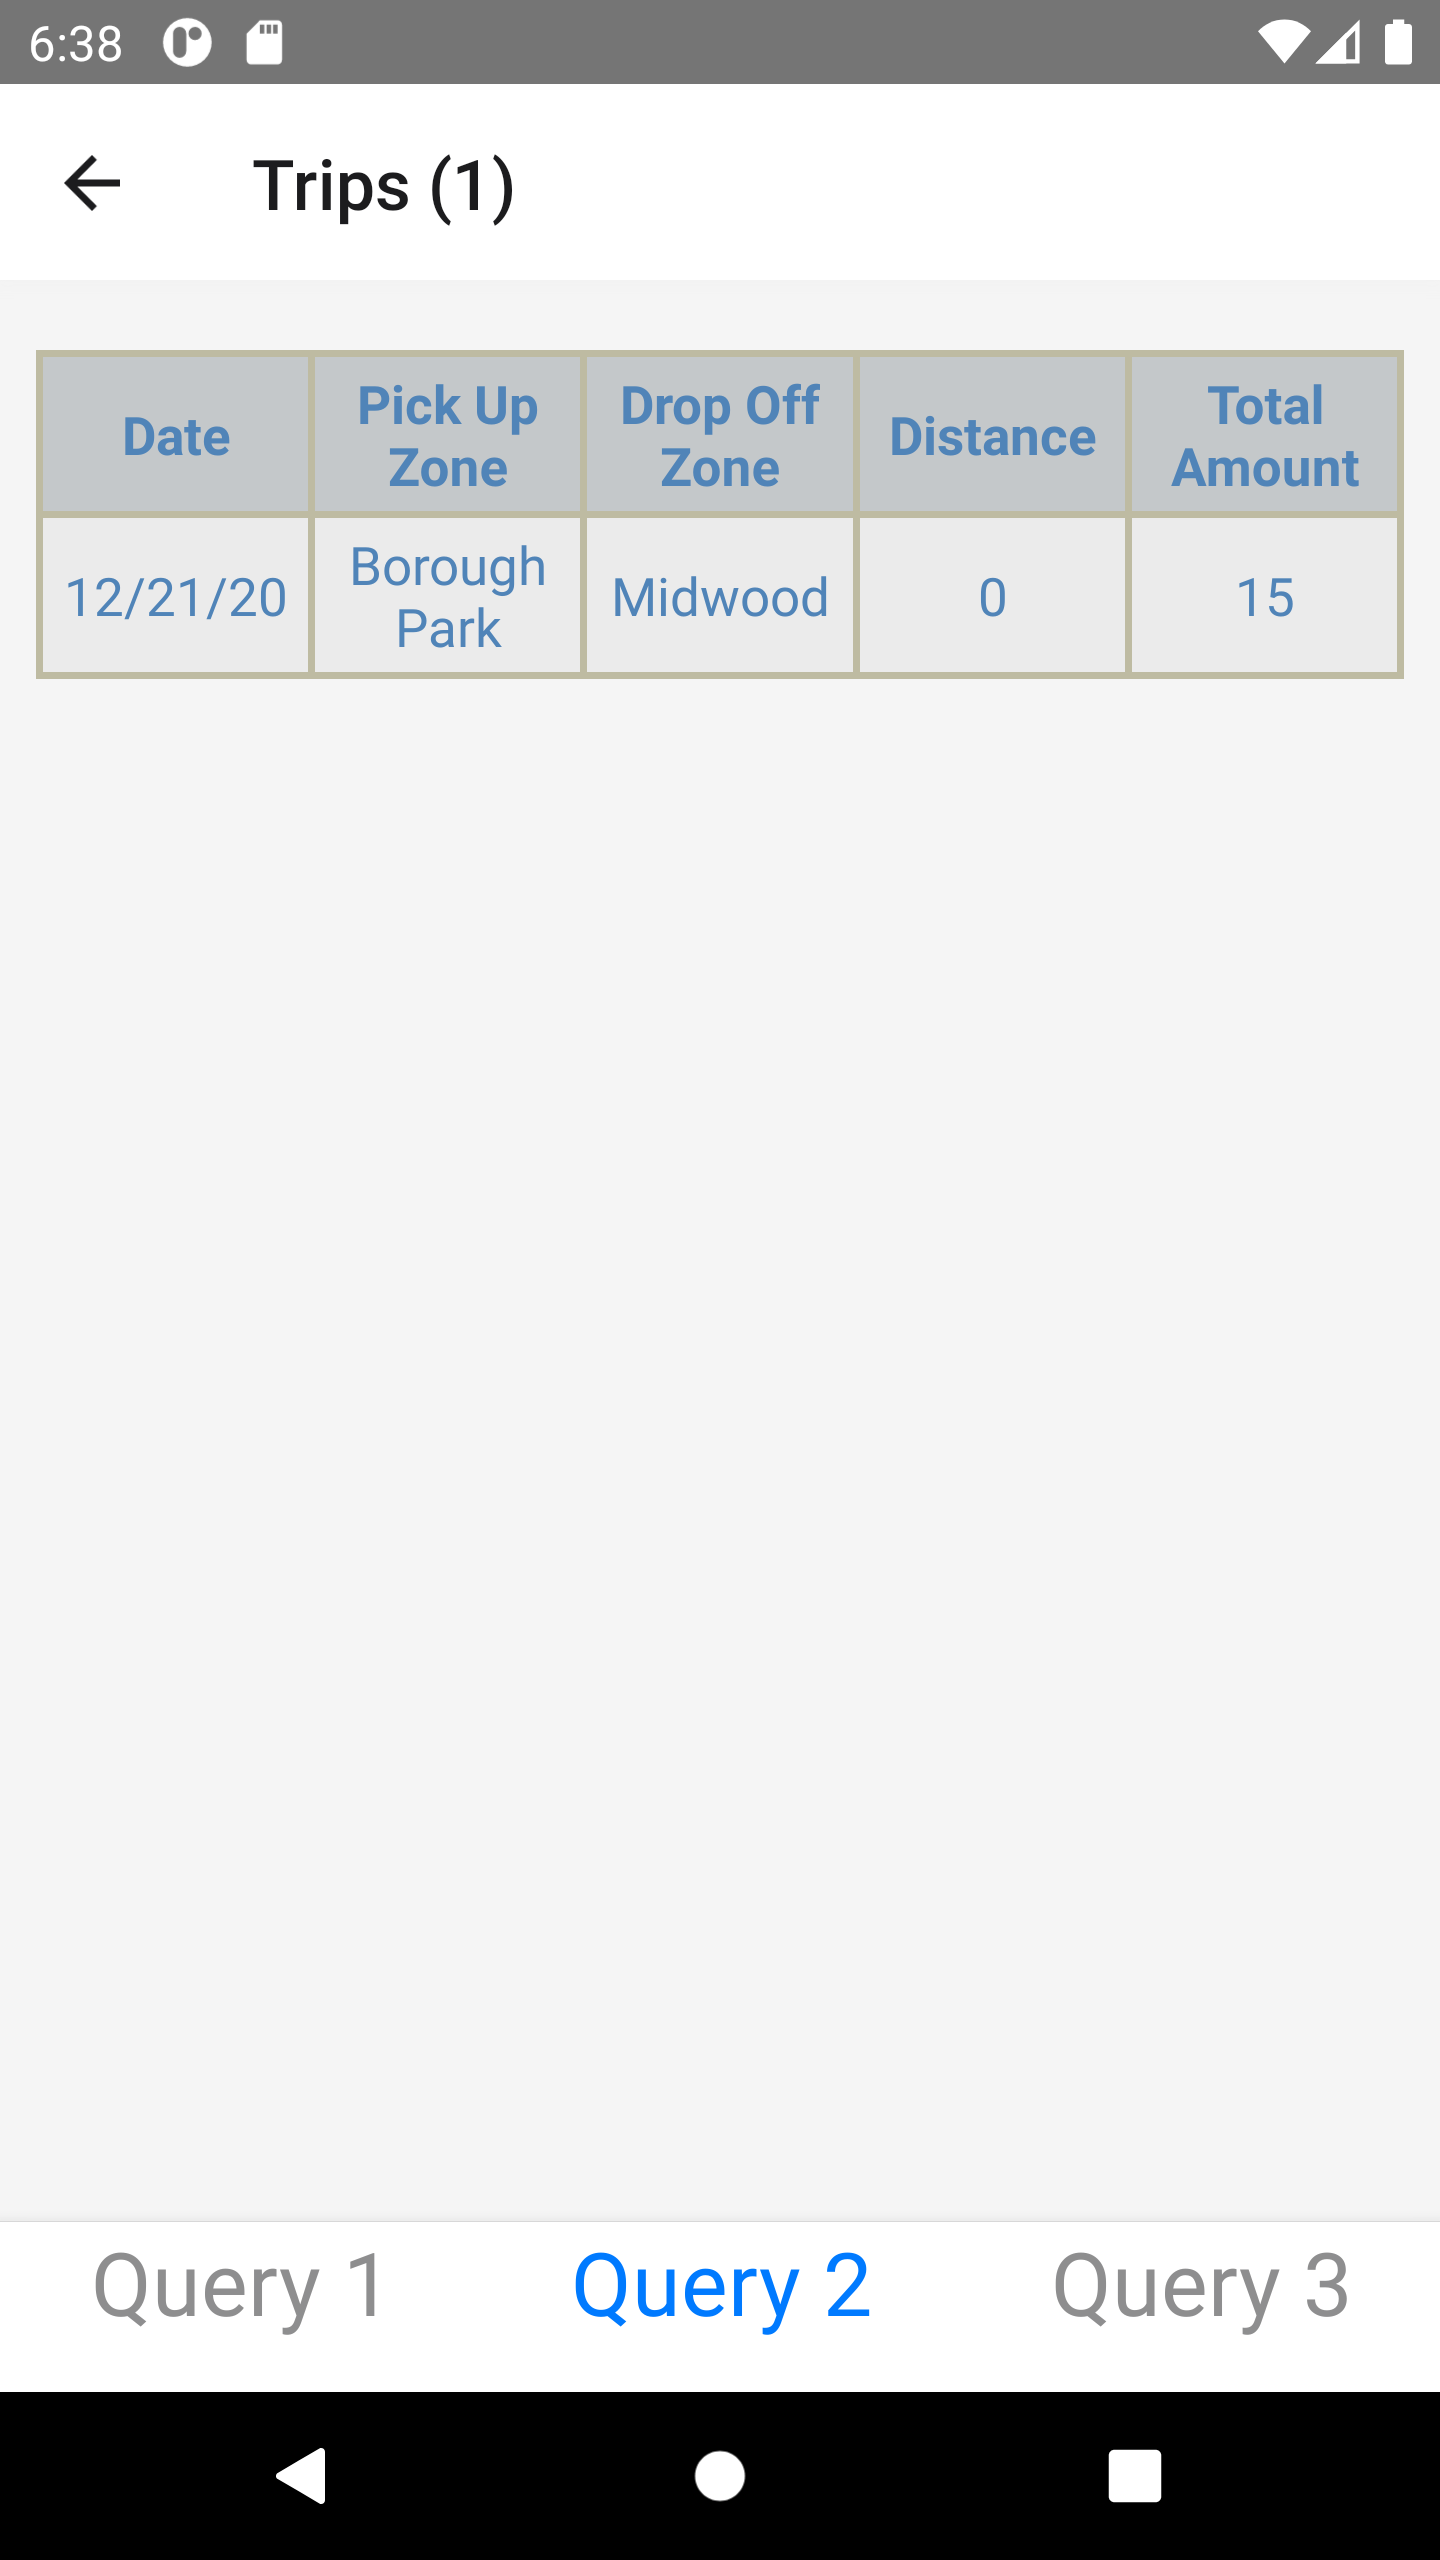 6:38
Trips (1)
Date
Pick Up
Zone
Drop Off
Zone
Distance
Total
Amount
12/21/20
Borough
Park
Midwood
0
15
Query 1
Query 2
Query 3